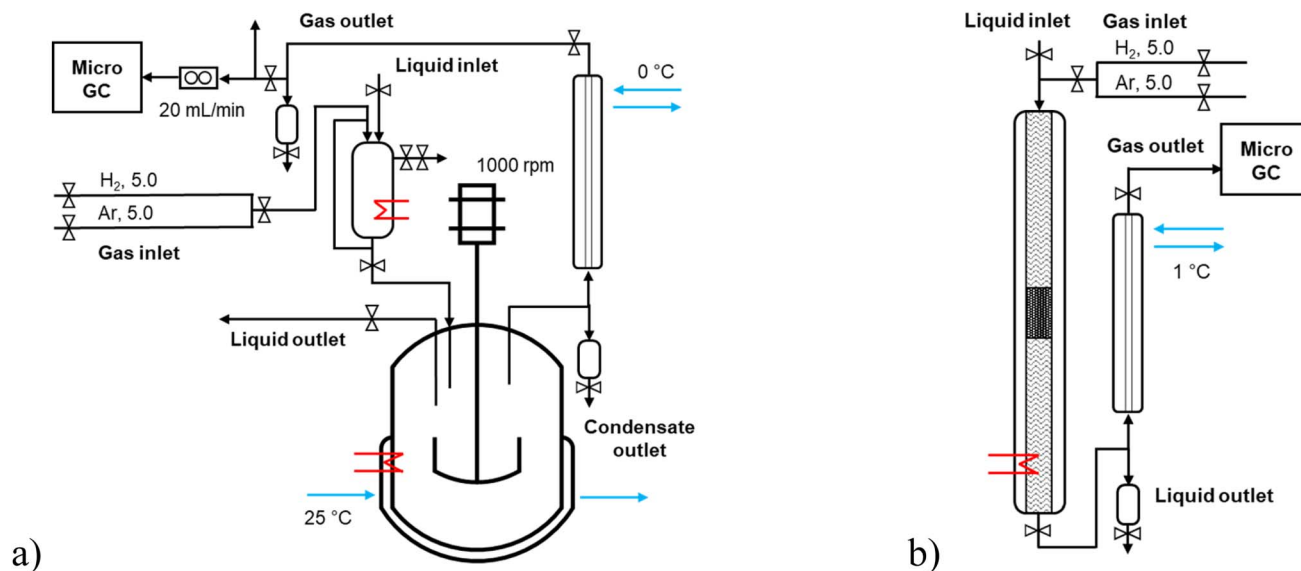 Gas outlet
Micro
GC
20 mL/min
Liquid inlet
0 °C
1000 rpm
H₂, 5.0
Ar, 5.0
Gas inlet
Liquid outlet
Condensate
outlet
25 °C
a)
Liquid inlet
Gas inlet
H₂, 5.0
Ar, 5.0
Gas outlet
Micro
GC
1 °C
Liquid outlet
b)